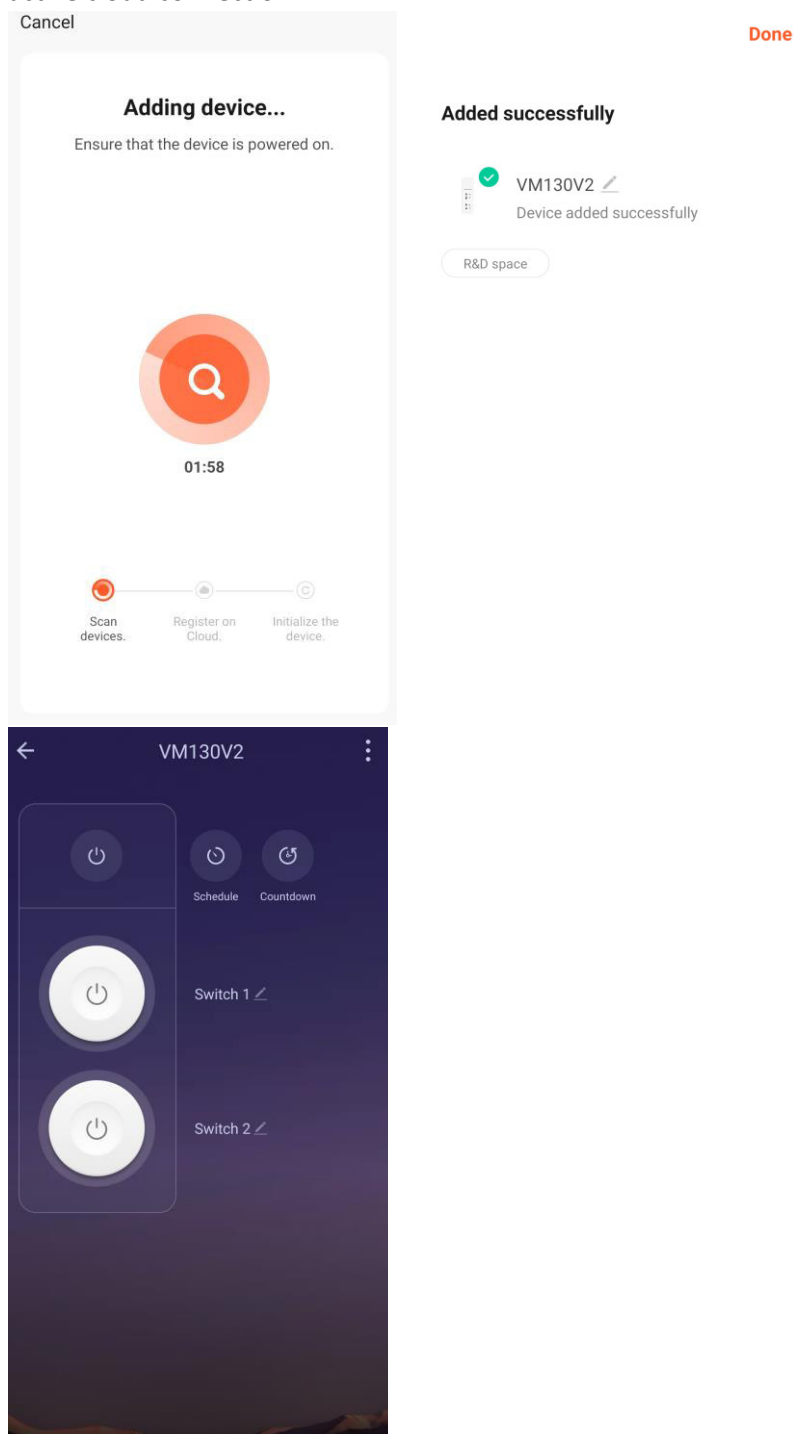 Cancel
Adding device...
Ensure that the device is powered on.
01:58
Scan
devices.
Register on
Cloud.
Initialize the
device.
Done
Added successfully
VM130V2
Device added successfully
R&D space
VM130V2
Schedule
Countdown
Switch 1
Switch 2